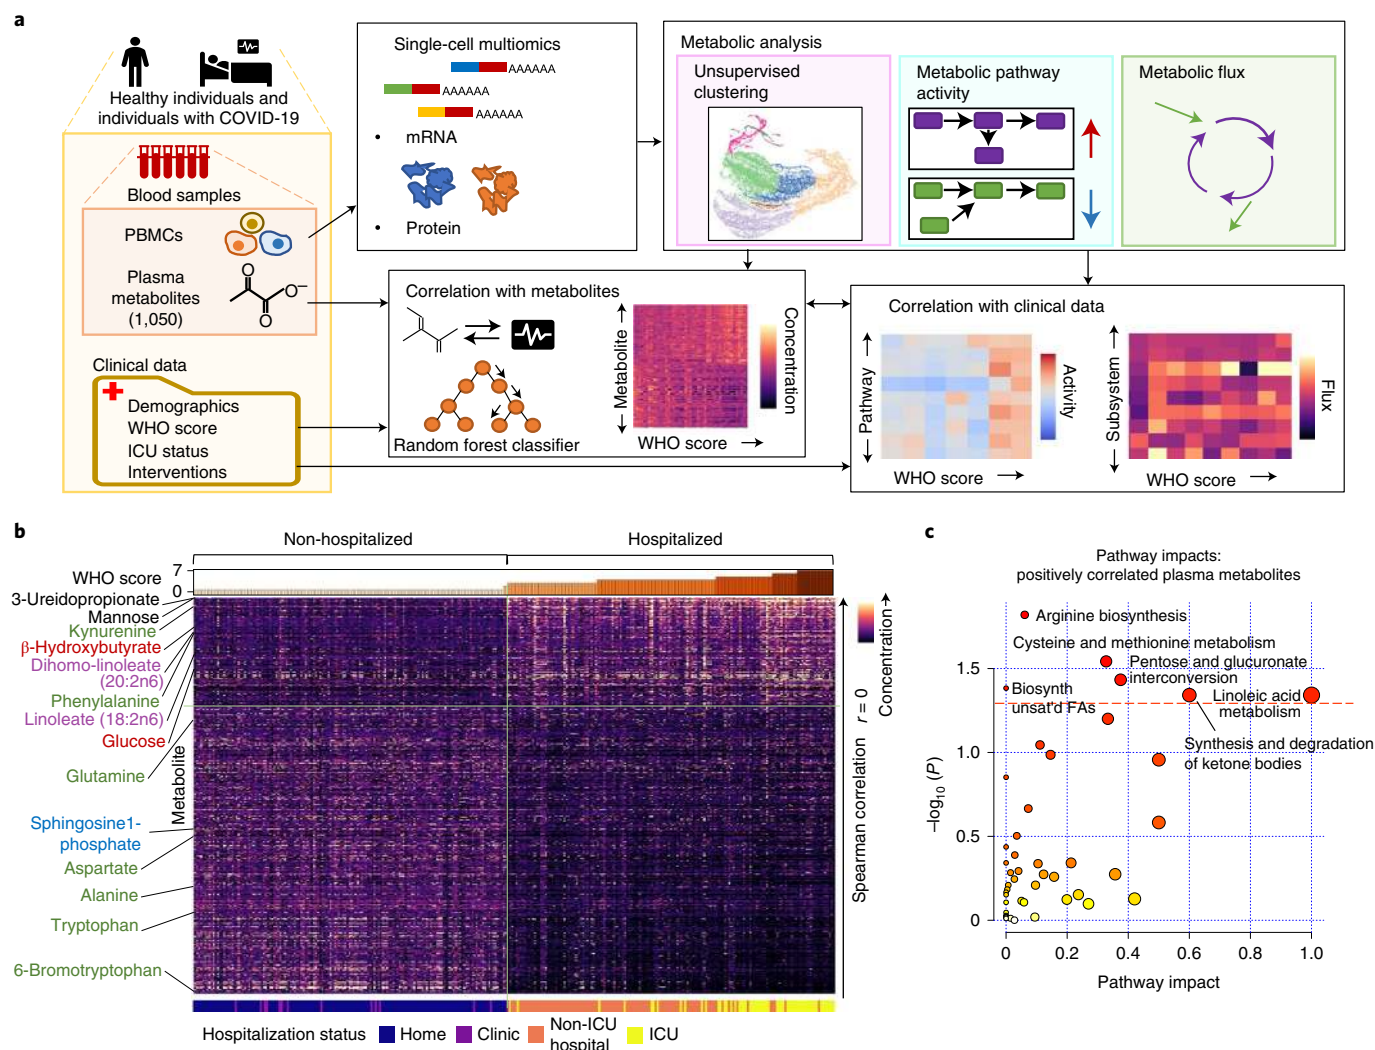 a
Healthy individuals and
individuals with COVID-19
Blood samples
PBMCs
Plasma
metabolites
(1,050)
O
O
O–
Clinical data
Demographics
WHO score
ICU status
Interventions
Single-cell multiomics
AAAAAA
AAAAAA
AAAAAA
• mRNA
• Protein
Metabolic analysis
Unsupervised
clustering
Metabolic pathway
activity
Metabolic flux
Correlation with metabolites
Random forest classifier
Metabolite
WHO score
Concentration
Correlation with clinical data
Pathway
WHO score
Activity
Subsystem
WHO score
Flux
b
Non-hospitalized
Hospitalized
WHO score
7
0
3-Ureidopropionate
Mannose
Kynurenine
β-Hydroxybutyrate
Dihomo-linoleate
(20:2n6)
Phenylalanine
Linoleate (18:2n6)
Glucose
Glutamine
Sphingosine1-
phosphate
Aspartate
Alanine
Tryptophan
6-Bromotryptophan
Metabolite
Spearman correlation
r = 0
Concentration
Hospitalization status
Home
Clinic
Non-ICU
hospital
ICU
c
Pathway impacts:
positively correlated plasma metabolites
Arginine biosynthesis
Cysteine and methionine metabolism
Pentose and glucuronate
interconversion
Biosynth
unsat'd FAs
Linoleic acid
metabolism
Synthesis and degradation
of ketone bodies
–log10 (P)
1.5
1.0
0.5
0
0
0.2
0.4
0.6
0.8
1.0
Pathway impact